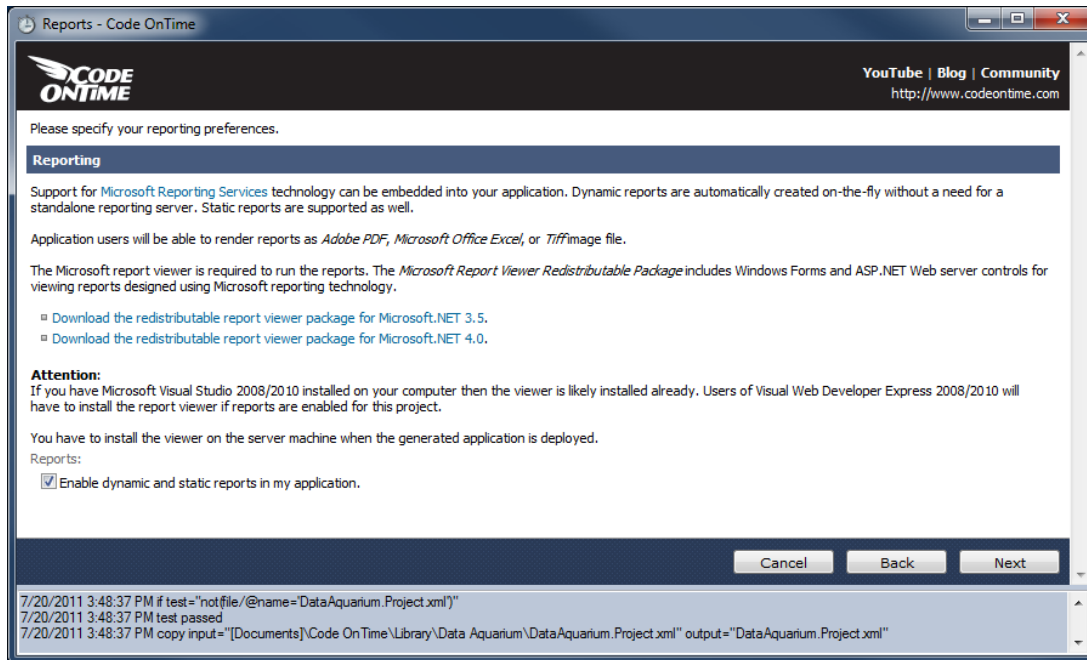 Reports - Code OnTime
CODE
ONTIME
YouTube | Blog | Community
http://www.codeontime.com
Please specify your reporting preferences.
Reporting
Support for Microsoft Reporting Services technology can be embedded into your application. Dynamic reports are automatically created on-the-fly without a need for a
standalone reporting server. Static reports are supported as well.
Application users will be able to render reports as Adobe PDF, Microsoft Office Excel, or Tiff image file.
The Microsoft report viewer is required to run the reports. The Microsoft Report Viewer Redistributable Package includes Windows Forms and ASP.NET Web server controls for
viewing reports designed using Microsoft reporting technology.
Download the redistributable report viewer package for Microsoft.NET 3.5.
Download the redistributable report viewer package for Microsoft.NET 4.0.
Attention:
If you have Microsoft Visual Studio 2008/2010 installed on your computer then the viewer is likely installed already. Users of Visual Web Developer Express 2008/2010 will
have to install the report viewer if reports are enabled for this project.
You have to install the viewer on the server machine when the generated application is deployed.
Reports:
Enable dynamic and static reports in my application.
Cancel Back Next
7/20/2011 3:48:37 PM if test="not(file/@name='DataAquarium.Project.xml')"
7/20/2011 3:48:37 PM test passed
7/20/2011 3:48:37 PM copy input="[Documents]\Code OnTime\Library\Data Aquarium\DataAquarium.Project.xml" output="DataAquarium.Project.xml"